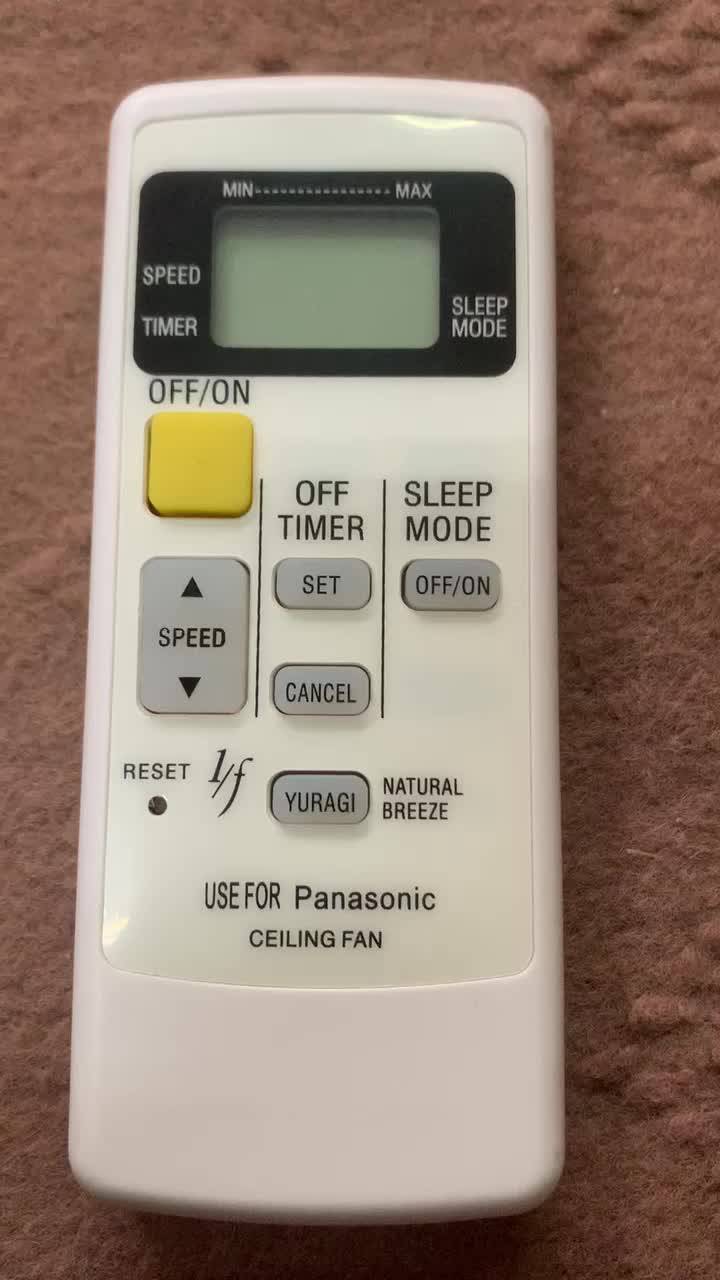 MIN---------------- MAX
SPEED
TIMER
SLEEP
MODE
OFF/ON
OFF
TIMER
SLEEP
MODE
▲
SPEED
▼
SET
OFF/ON
CANCEL
RESET
1/f
YURAGI
NATURAL
BREEZE
USE FOR Panasonic
CEILING FAN